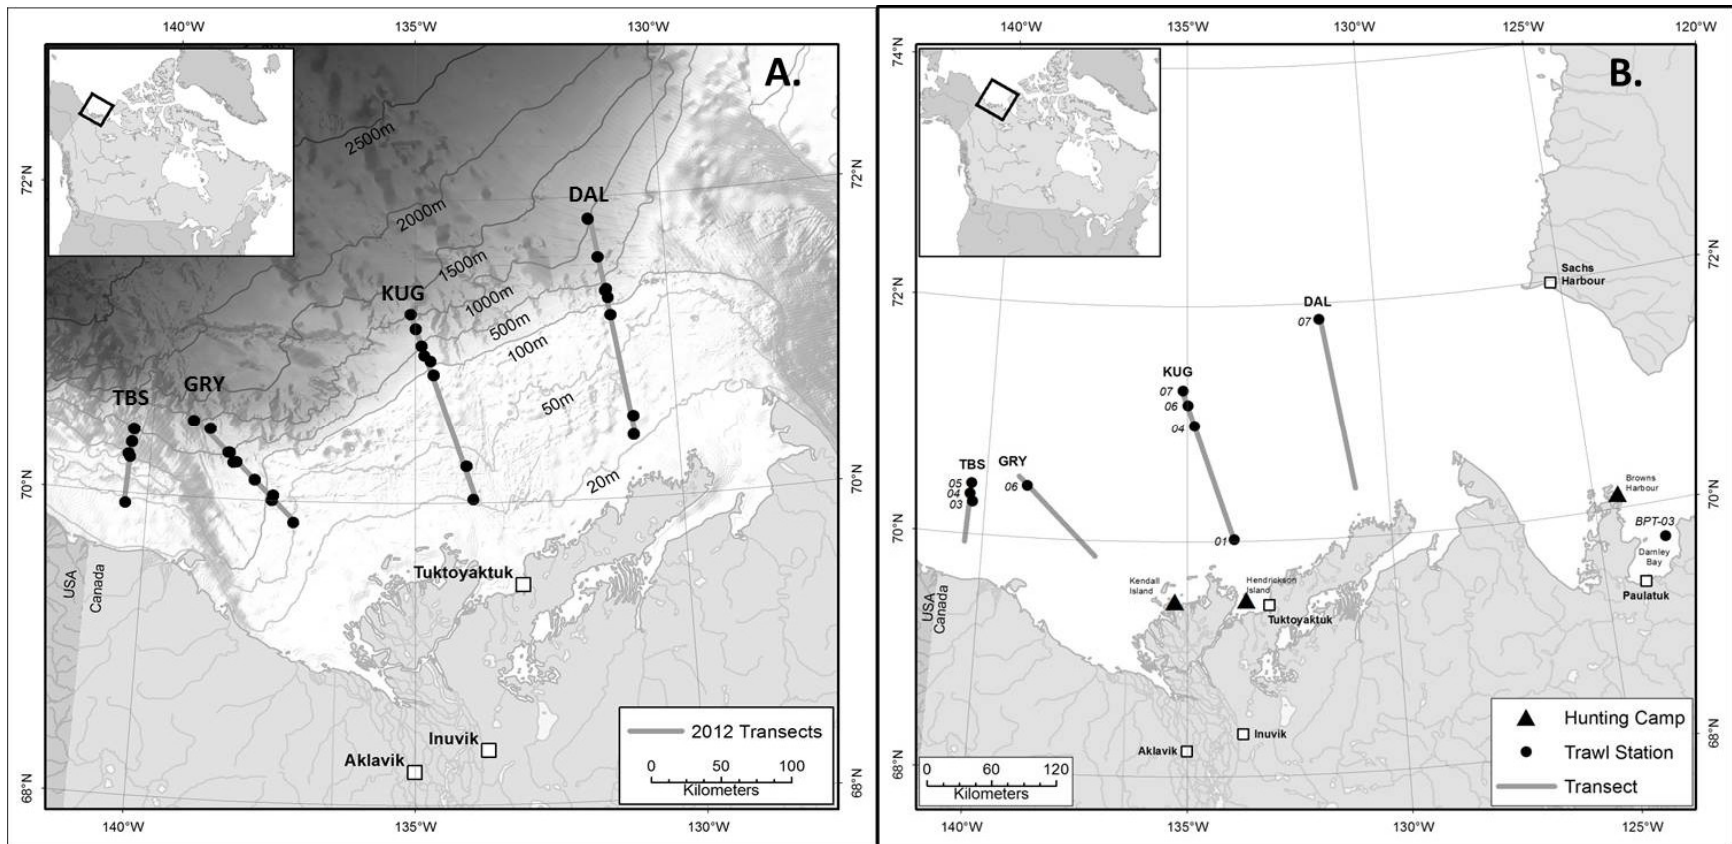 140°W 135°W 130°W
A.
72°N
72°N
2500m
2000m
1500m
1000m
500m
100m
50m
20m
DAL
KUG
GRY
TBS
70°N
70°N
USA
Canada
Tuktoyaktuk
Inuvik
Aklavik
2012 Transects
0 50 100
Kilometers
68°N
68°N
140°W 135°W 130°W
140°W 135°W 130°W 125°W 120°W
B.
74°N
72°N
72°N
Sachs
Harbour
DAL
07
KUG
07
06
04
01
TBS
05
04
03
GRY
06
70°N
70°N
Browns
Harbour
BPT-03
Darnley
Bay
Paulatuk
Kendall
Island
Hendrickson
Island
Tuktoyaktuk
USA
Canada
Inuvik
Aklavik
68°N
68°N
0 60 120
Kilometers
Hunting Camp
Trawl Station
Transect
140°W 135°W 130°W 125°W